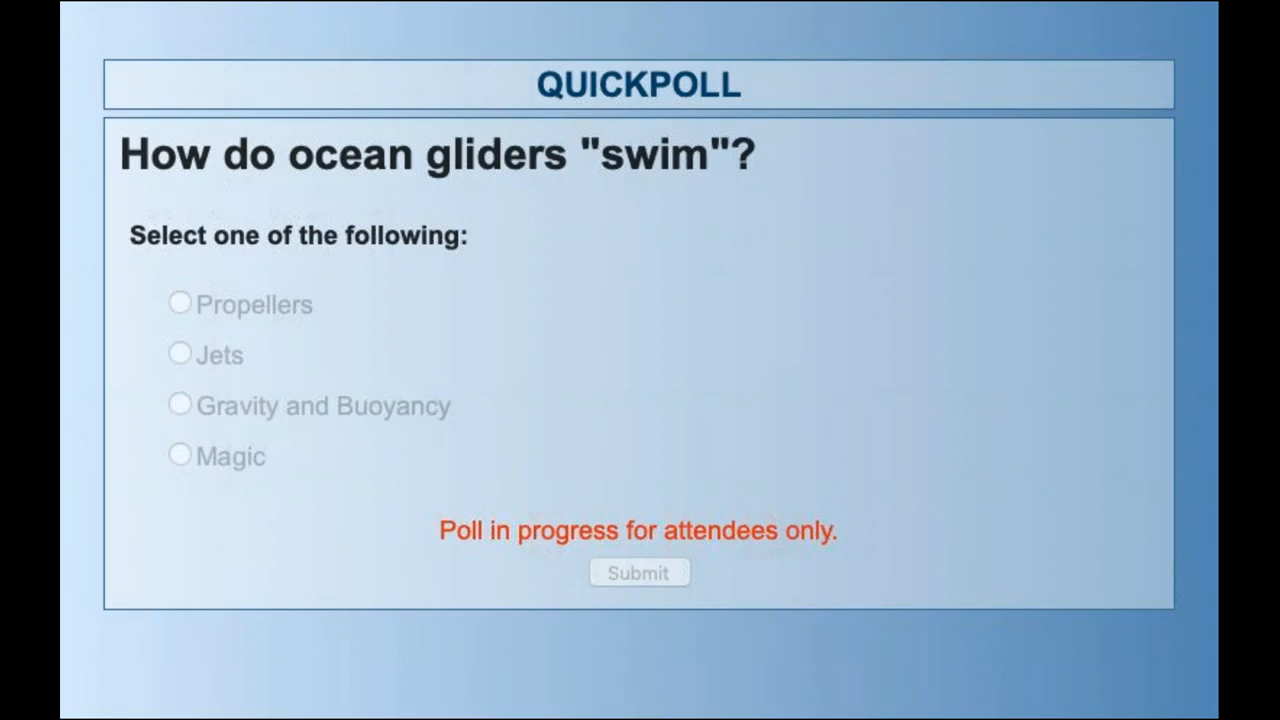 QUICKPOLL
How do ocean gliders "swim"?
Select one of the following:
Propellers
Jets
Gravity and Buoyancy
Magic
Poll in progress for attendees only.
Submit